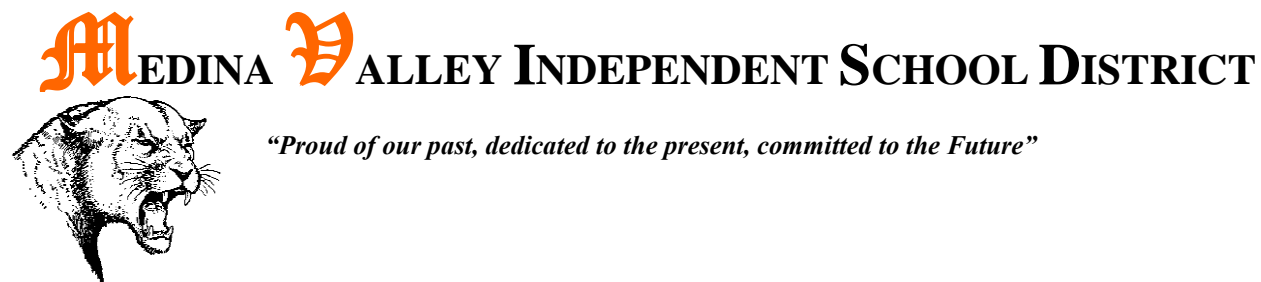 MEDINA VALLEY INDEPENDENT SCHOOL DISTRICT
“Proud of our past, dedicated to the present, committed to the Future”